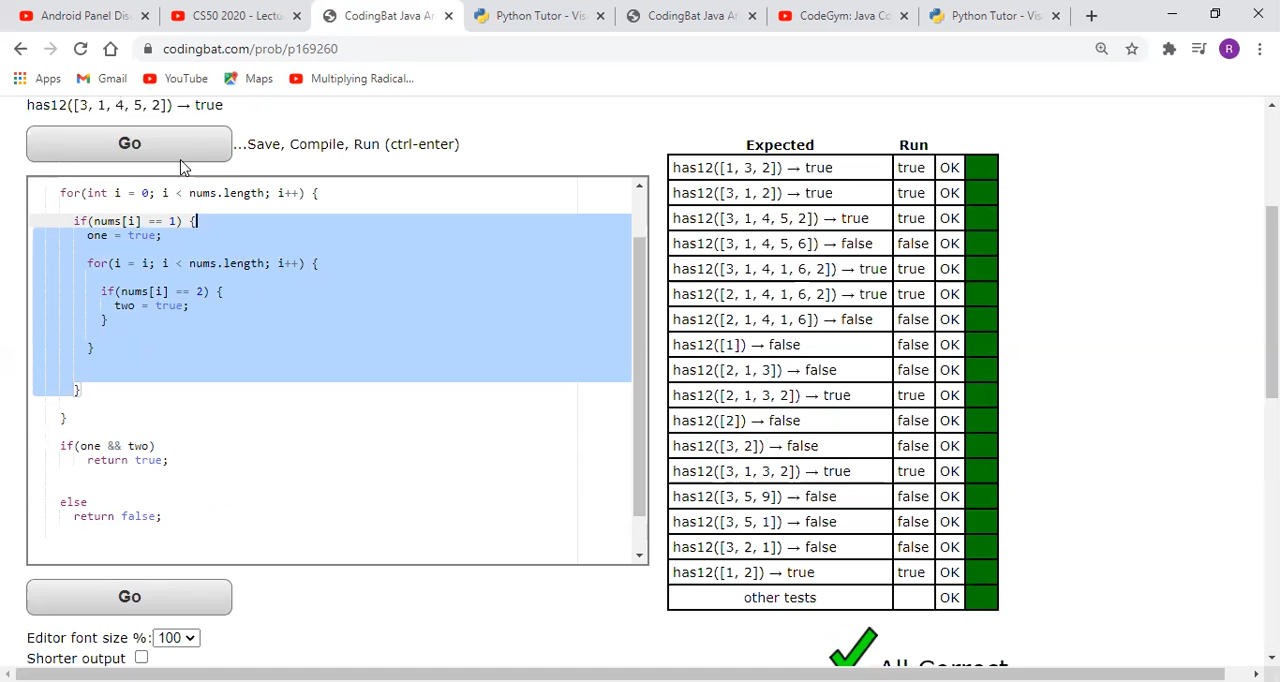 Android Panel Dis
CS50 2020 - Lectu
CodingBat Java Ar
Python Tutor - Vis
CodingBat Java Ar
CodeGym: Java Co
Python Tutor - Vis
codingbat.com/prob/p169260
R
Apps
Gmail
YouTube
Maps
Multiplying Radical...
has12([3, 1, 4, 5, 2]) → true
Go
...Save, Compile, Run (ctrl-enter)
for(int i = 0; i < nums.length; i++) {
if(nums[i] == 1) {
one = true;
for(i = i; i < nums.length; i++) {
if(nums[i] == 2) {
two = true;
}
}
}
}
if(one && two)
return true;
else
return false;
Go
Editor font size %: 100
Shorter output
Expected Run
has12([1, 3, 2]) → true true OK
has12([3, 1, 2]) → true true OK
has12([3, 1, 4, 5, 2]) → true true OK
has12([3, 1, 4, 5, 6]) → false false OK
has12([3, 1, 4, 1, 6, 2]) → true true OK
has12([2, 1, 4, 1, 6, 2]) → true true OK
has12([2, 1, 4, 1, 6]) → false false OK
has12([1]) → false false OK
has12([2, 1, 3]) → false false OK
has12([2, 1, 3, 2]) → true true OK
has12([2]) → false false OK
has12([3, 2]) → false false OK
has12([3, 1, 3, 2]) → true true OK
has12([3, 5, 9]) → false false OK
has12([3, 5, 1]) → false false OK
has12([3, 2, 1]) → false false OK
has12([1, 2]) → true true OK
other tests OK
All Correct